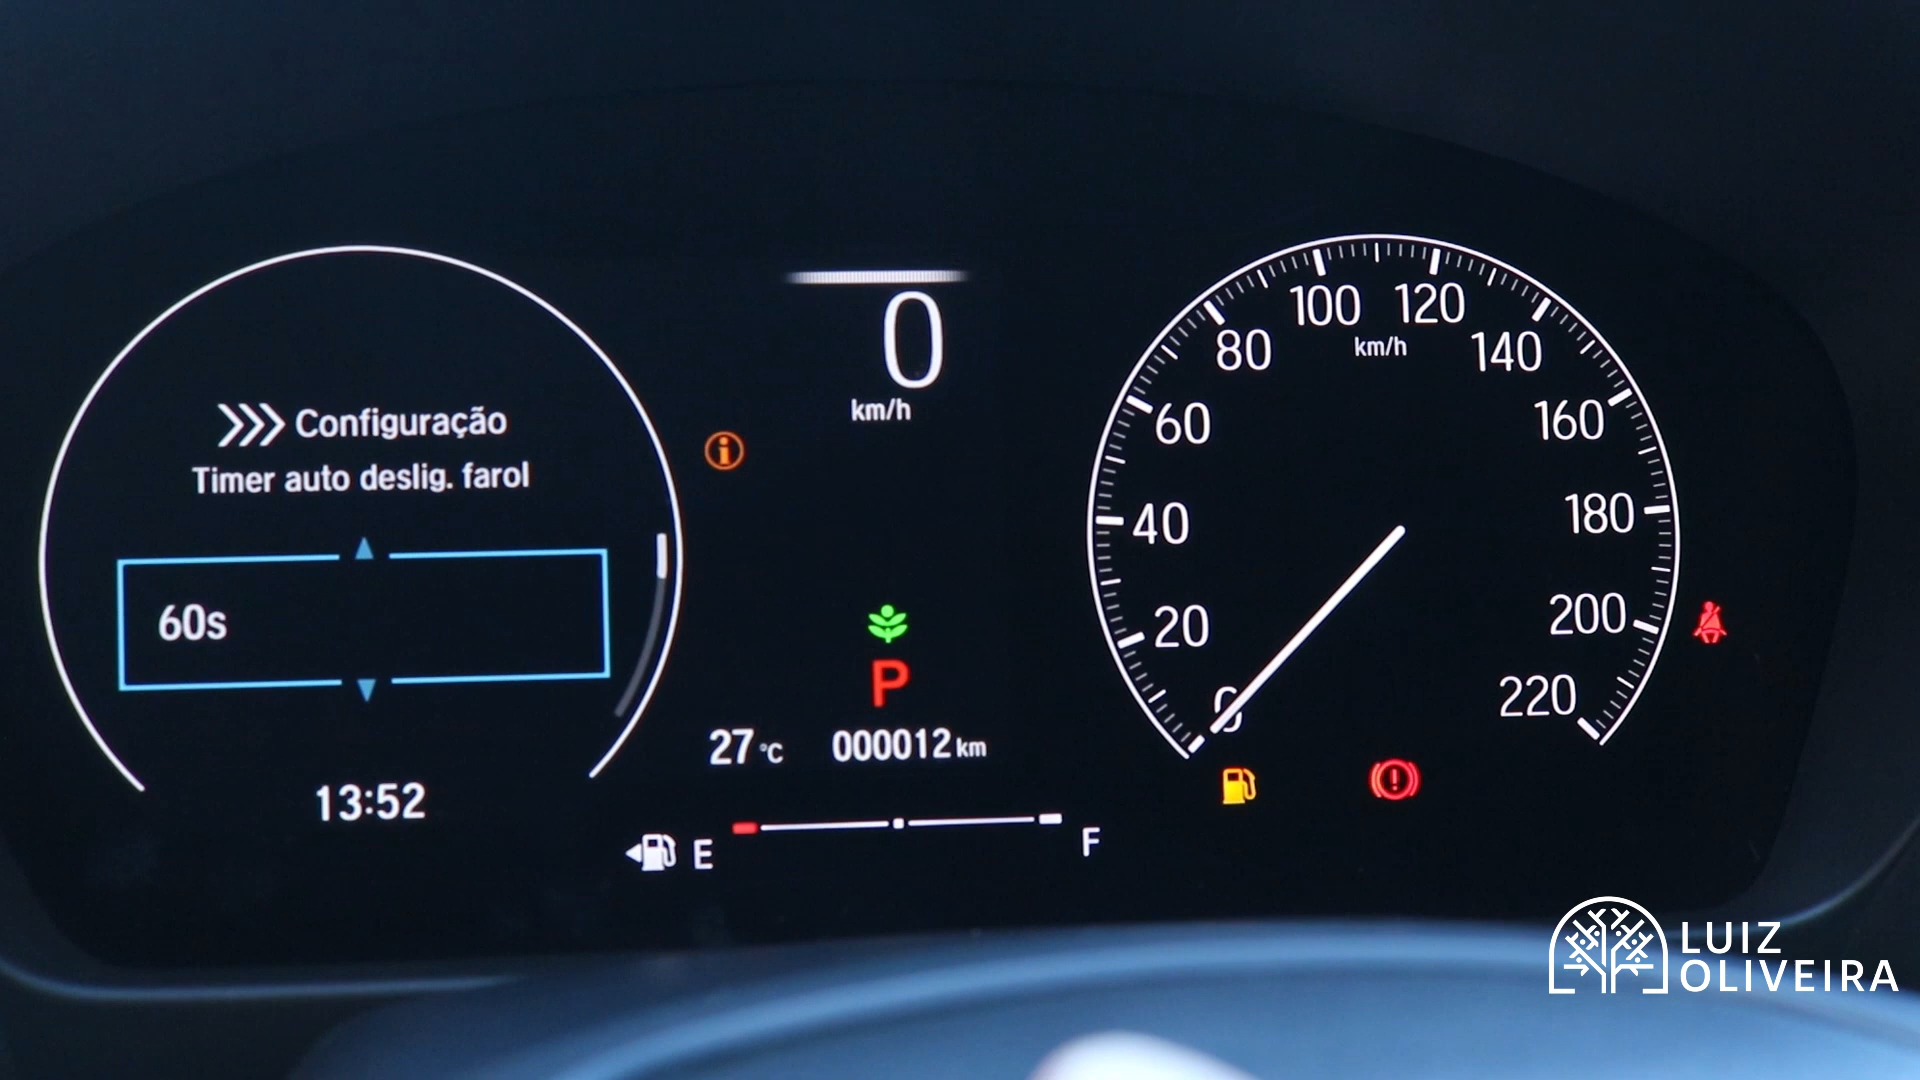 Configuração
Timer auto deslig. farol
60s
13:52
0
km/h
P
27 °C
000012 km
E
F
0
20
40
60
80
100
120
140
160
180
200
220
km/h
LUIZ
OLIVEIRA